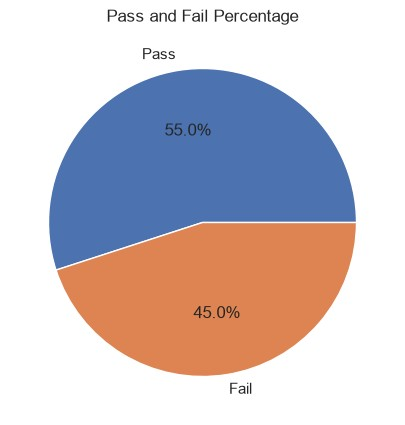 Pass and Fail Percentage
Pass
55.0%
45.0%
Fail